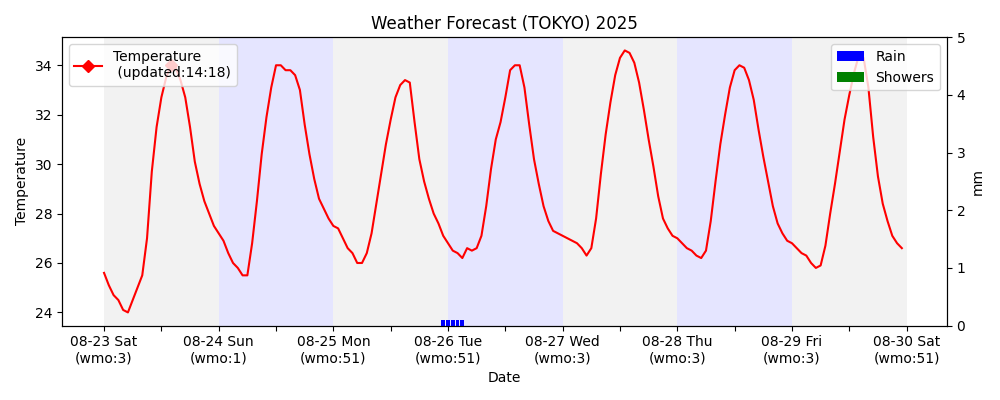 Weather Forecast (TOKYO) 2025
Temperature
(updated:14:18)
Rain
Showers
Temperature
34
32
30
28
26
24
5
4
3
2
1
0
mm
08-23 Sat
(wmo:3)
08-24 Sun
(wmo:1)
08-25 Mon
(wmo:51)
08-26 Tue
(wmo:51)
08-27 Wed
(wmo:3)
08-28 Thu
(wmo:3)
08-29 Fri
(wmo:3)
08-30 Sat
(wmo:51)
Date